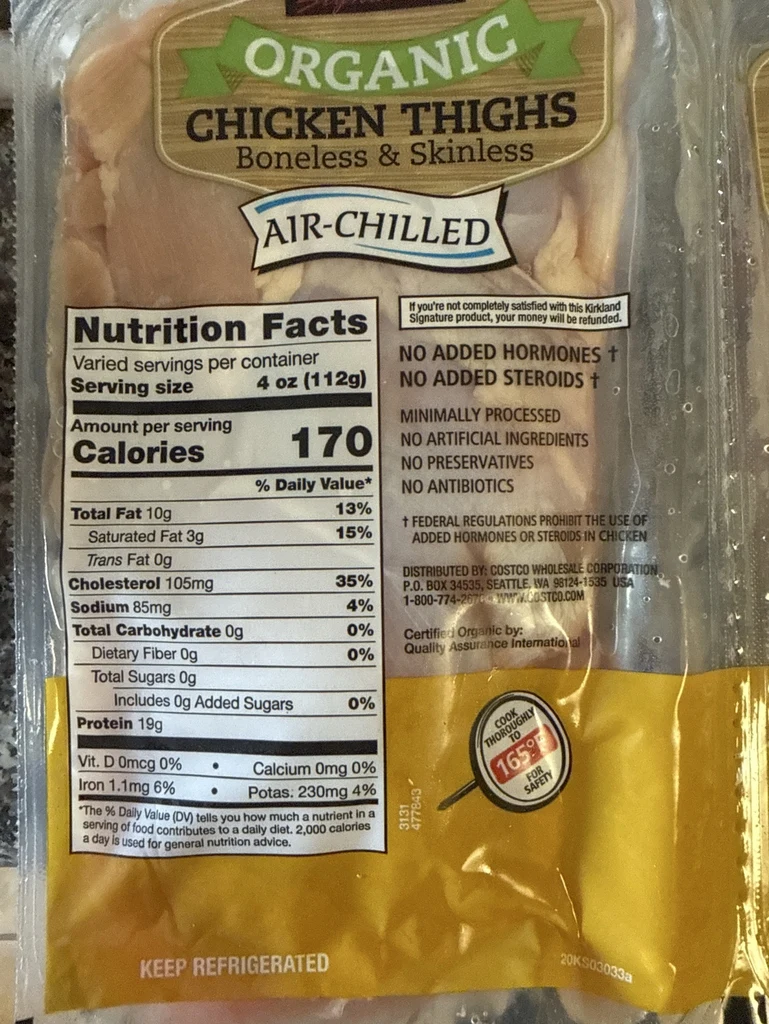 ORGANIC
CHICKEN THIGHS
Boneless & Skinless
AIR-CHILLED
Nutrition Facts
Varied servings per container
Serving size 4 oz (112g)
Amount per serving
Calories 170
% Daily Value*
Total Fat 10g 13%
Saturated Fat 3g 15%
Trans Fat 0g
Cholesterol 105mg 35%
Sodium 85mg 4%
Total Carbohydrate 0g 0%
Dietary Fiber 0g 0%
Total Sugars 0g
Includes 0g Added Sugars 0%
Protein 19g
Vit. D 0mcg 0% • Calcium 0mg 0%
Iron 1.1mg 6% • Potas. 230mg 4%
*The % Daily Value (DV) tells you how much a nutrient in a
serving of food contributes to a daily diet. 2,000 calories
a day is used for general nutrition advice.
If you're not completely satisfied with this Kirkland
Signature product, your money will be refunded.
NO ADDED HORMONES †
NO ADDED STEROIDS †
MINIMALLY PROCESSED
NO ARTIFICIAL INGREDIENTS
NO PRESERVATIVES
NO ANTIBIOTICS
† FEDERAL REGULATIONS PROHIBIT THE USE OF
ADDED HORMONES OR STEROIDS IN CHICKEN
DISTRIBUTED BY: COSTCO WHOLESALE CORPORATION
P.O. BOX 34535, SEATTLE, WA 98124-1535 USA
1-800-774- WWW.COSTCO.COM
Certified Organic by:
Quality Assurance International
COOK
THOROUGHLY
TO
165°F
FOR
SAFETY
3131
477843
KEEP REFRIGERATED
20KS03033a